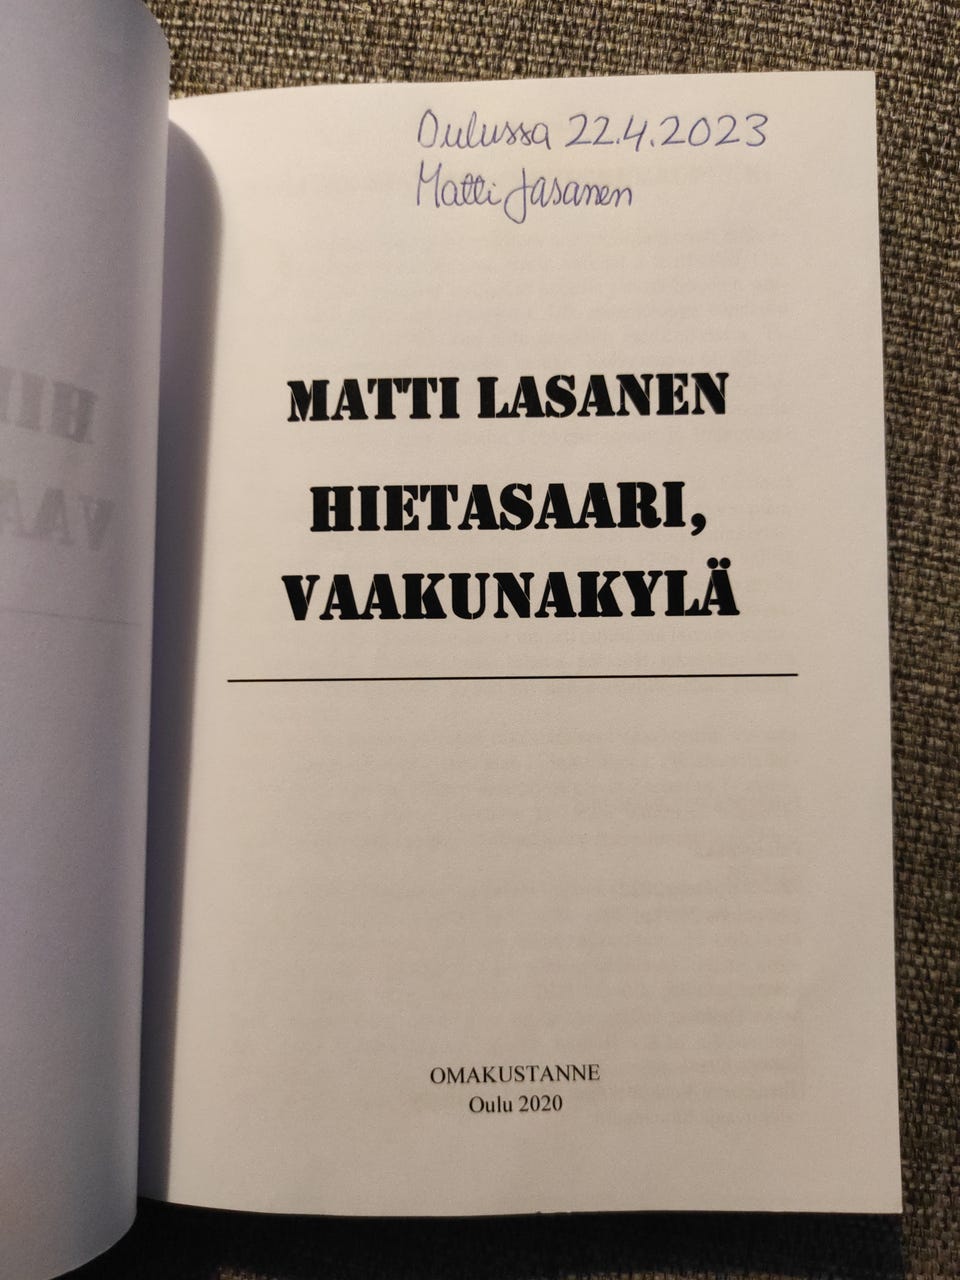 Oulussa 22.4.2023
Matti Lasanen
MATTI LASANEN
HIETASAARI,
VAAKUNAKYLÄ
OMAKUSTANNE
Oulu 2020